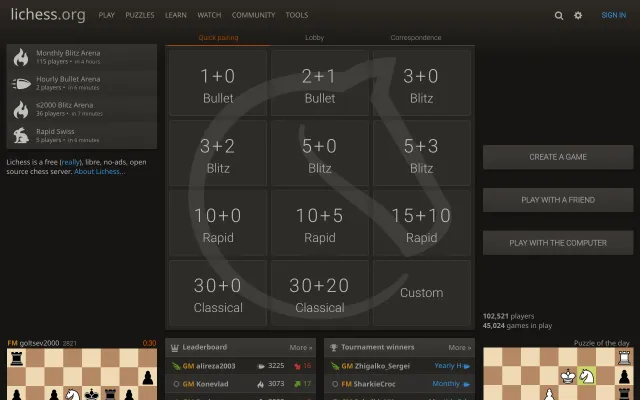 lichess.org PLAY PUZZLES LEARN WATCH COMMUNITY TOOLS SIGN IN
Quick pairing Lobby Correspondence
Monthly Blitz Arena
115 players • in 4 hours
Hourly Bullet Arena
2 players • in 6 minutes
≤2000 Blitz Arena
36 players • in 7 minutes
Rapid Swiss
5 players • in 4 minutes
Lichess is a free (really), libre, no-ads, open
source chess server. About Lichess...
1+0
Bullet
2+1
Bullet
3+0
Blitz
3+2
Blitz
5+0
Blitz
5+3
Blitz
10+0
Rapid
10+5
Rapid
15+10
Rapid
30+0
Classical
30+20
Classical
Custom
CREATE A GAME
PLAY WITH A FRIEND
PLAY WITH THE COMPUTER
102,521 players
45,024 games in play
FM goltsev2000 2821 0:30
Leaderboard More »
GM alireza2003 3225
GM Konevlad 3073 17
Tournament winners More »
GM Zhigalko_Sergei Yearly H
FM SharkieCroc Monthly
Puzzle of the day